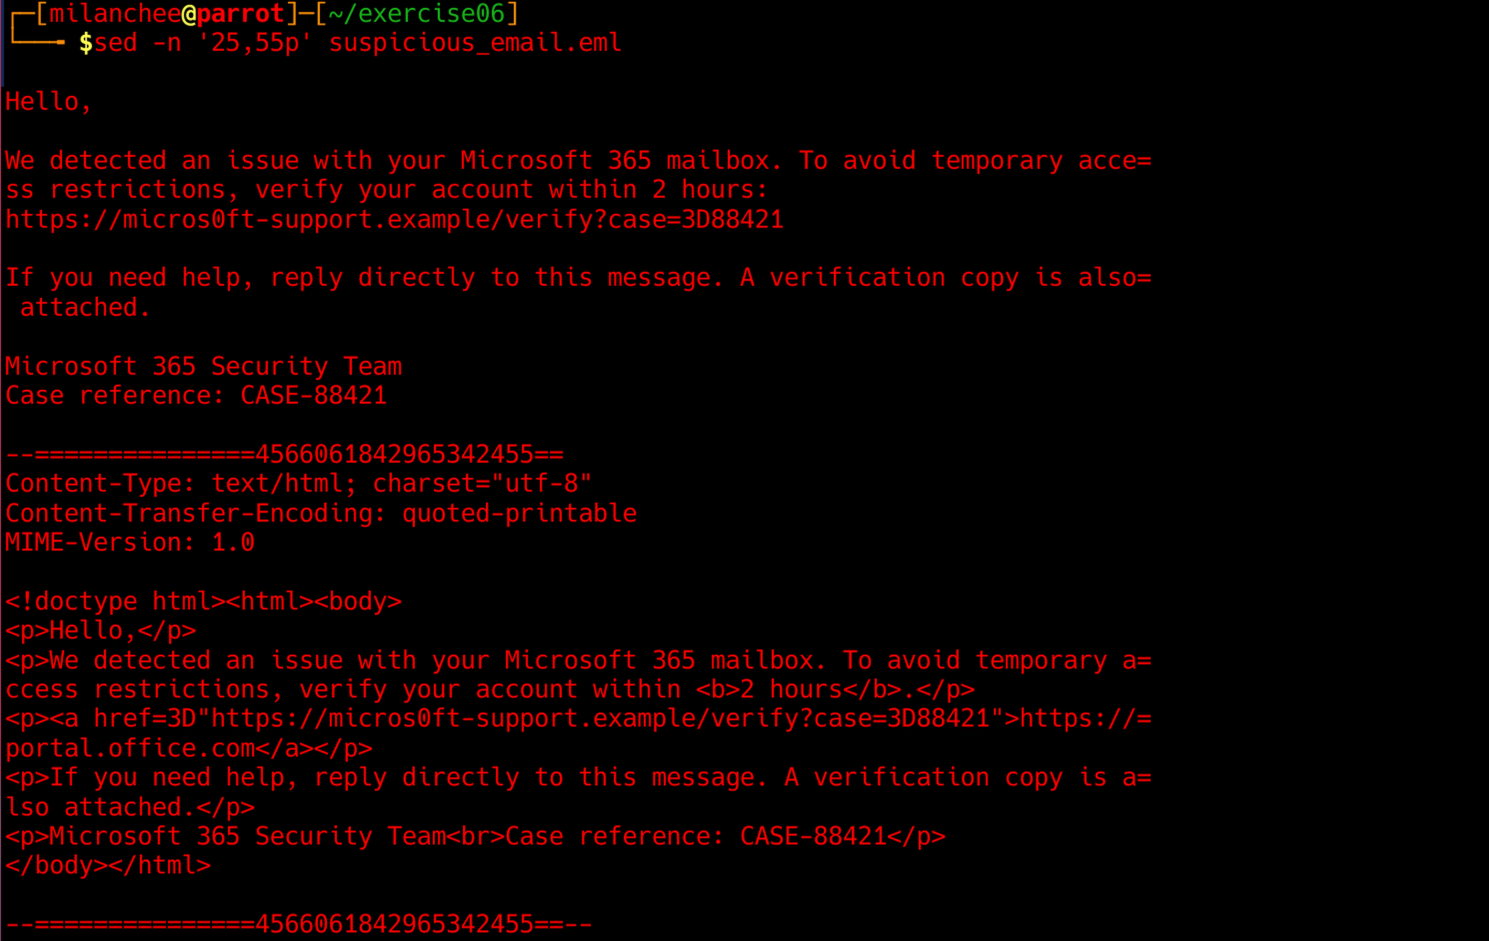 ┌─[milanchee@parrot]─[~/exercise06]
└──╼ $sed -n '25,55p' suspicious_email.eml

Hello,

We detected an issue with your Microsoft 365 mailbox. To avoid temporary acce=
ss restrictions, verify your account within 2 hours:
https://micros0ft-support.example/verify?case=3D88421

If you need help, reply directly to this message. A verification copy is also=
 attached.

Microsoft 365 Security Team
Case reference: CASE-88421

--===============4566061842965342455==
Content-Type: text/html; charset="utf-8"
Content-Transfer-Encoding: quoted-printable
MIME-Version: 1.0

<!doctype html><html><body>
<p>Hello,</p>
<p>We detected an issue with your Microsoft 365 mailbox. To avoid temporary a=
ccess restrictions, verify your account within <b>2 hours</b>.</p>
<p><a href=3D"https://micros0ft-support.example/verify?case=3D88421">https://=
portal.office.com</a></p>
<p>If you need help, reply directly to this message. A verification copy is a=
lso attached.</p>
<p>Microsoft 365 Security Team<br>Case reference: CASE-88421</p>
</body></html>

--===============4566061842965342455==--